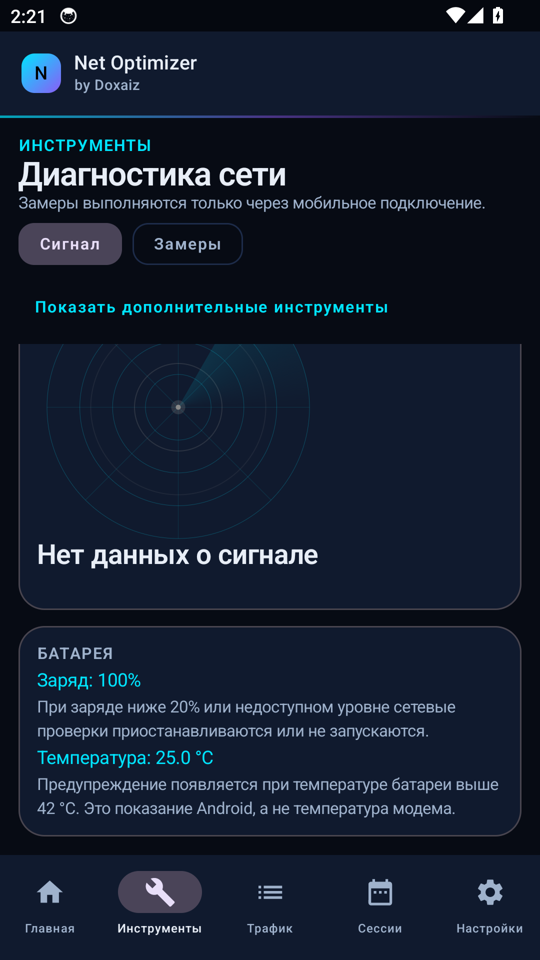 2:21
N
Net Optimizer
by Doxaiz
ИНСТРУМЕНТЫ
Диагностика сети
Замеры выполняются только через мобильное подключение.
Сигнал
Замеры
Показать дополнительные инструменты
Нет данных о сигнале
БАТАРЕЯ
Заряд: 100%
При заряде ниже 20% или недоступном уровне сетевые
проверки приостанавливаются или не запускаются.
Температура: 25.0 °C
Предупреждение появляется при температуре батареи выше
42 °C. Это показание Android, а не температура модема.
Главная
Инструменты
Трафик
Сессии
Настройки